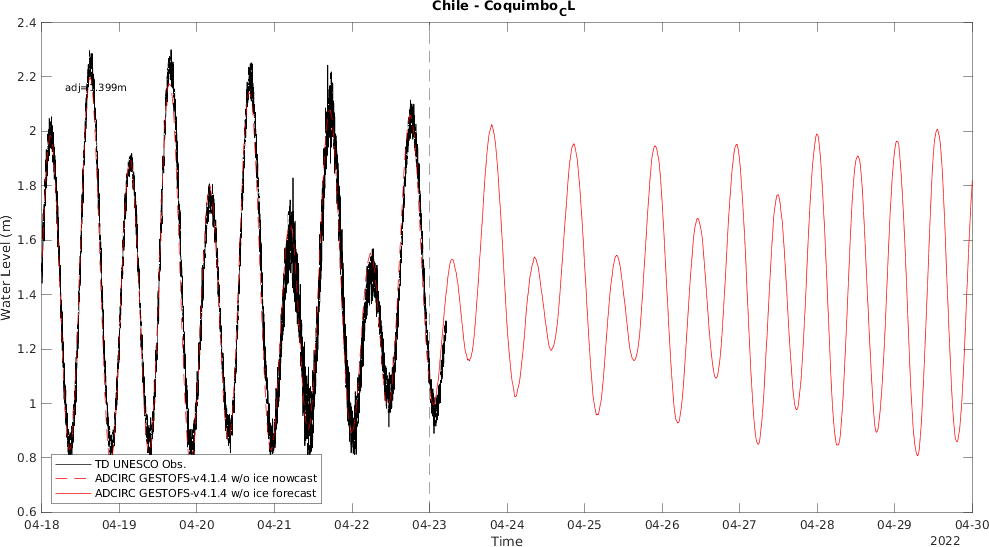 Chile - Coquimbo_CL
2.4
2.2
2
1.8
1.6
1.4
1.2
1
0.8
0.6
Water Level (m)
adj=1.399m
TD UNESCO Obs.
ADCIRC GESTOFS-v4.1.4 w/o ice nowcast
ADCIRC GESTOFS-v4.1.4 w/o ice forecast
04-18 04-19 04-20 04-21 04-22 04-23 04-24 04-25 04-26 04-27 04-28 04-29 04-30
Time
2022